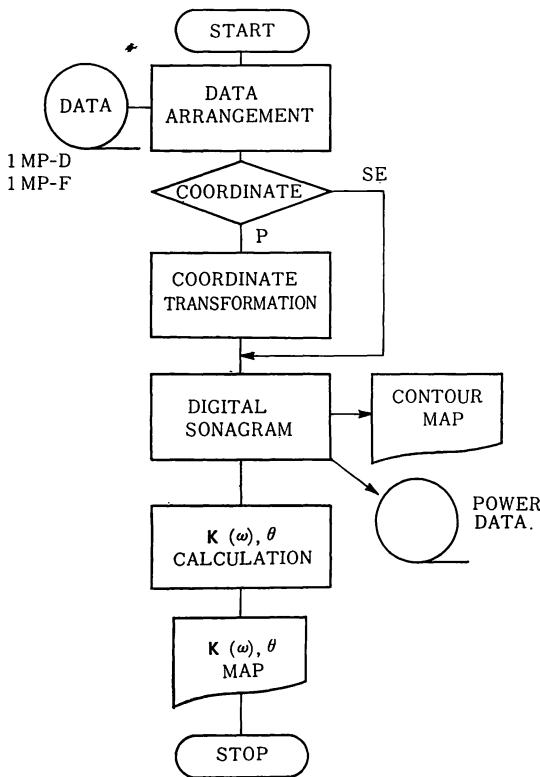 START
DATA
DATA
ARRANGEMENT
1 MP-D
1 MP-F
COORDINATE
SE
P
COORDINATE
TRANSFORMATION
DIGITAL
SONAGRAM
CONTOUR
MAP
POWER
DATA.
K (ω), θ
CALCULATION
K (ω), θ
MAP
STOP